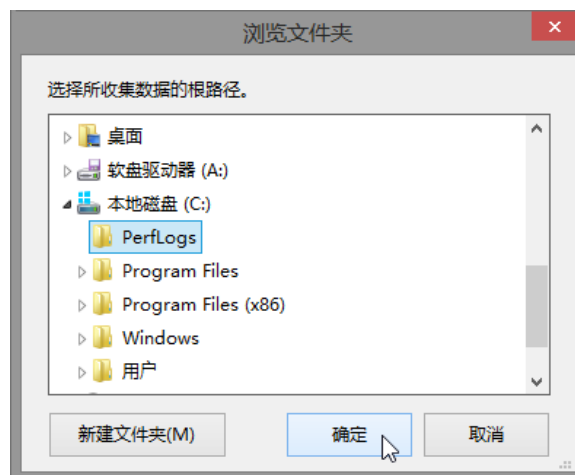 浏览文件夹
选择所收集数据的根路径。
桌面
软盘驱动器 (A:)
本地磁盘 (C:)
PerfLogs
Program Files
Program Files (x86)
Windows
用户
新建文件夹(M) 确定 取消